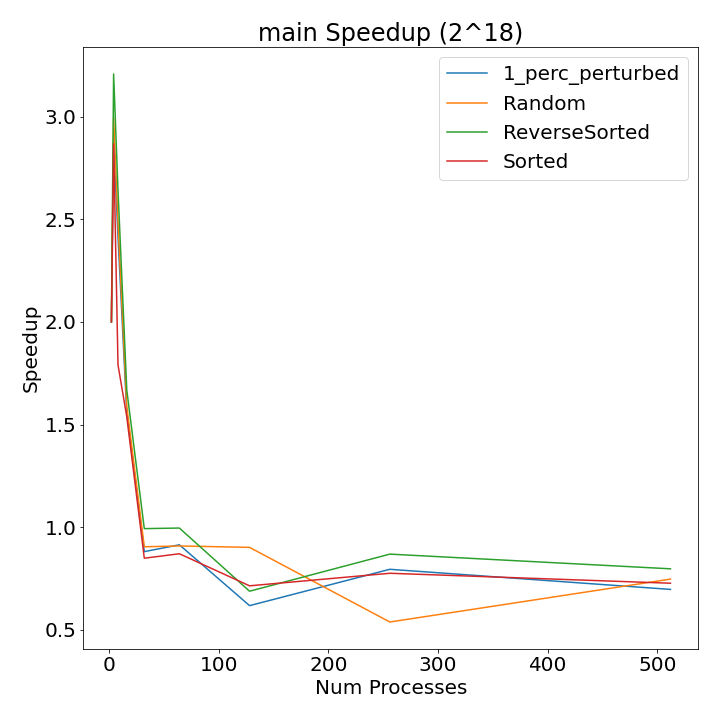 main Speedup (2^18)
1_perc_perturbed
Random
ReverseSorted
Sorted
3.0
2.5
2.0
1.5
1.0
0.5
Speedup
0 100 200 300 400 500
Num Processes